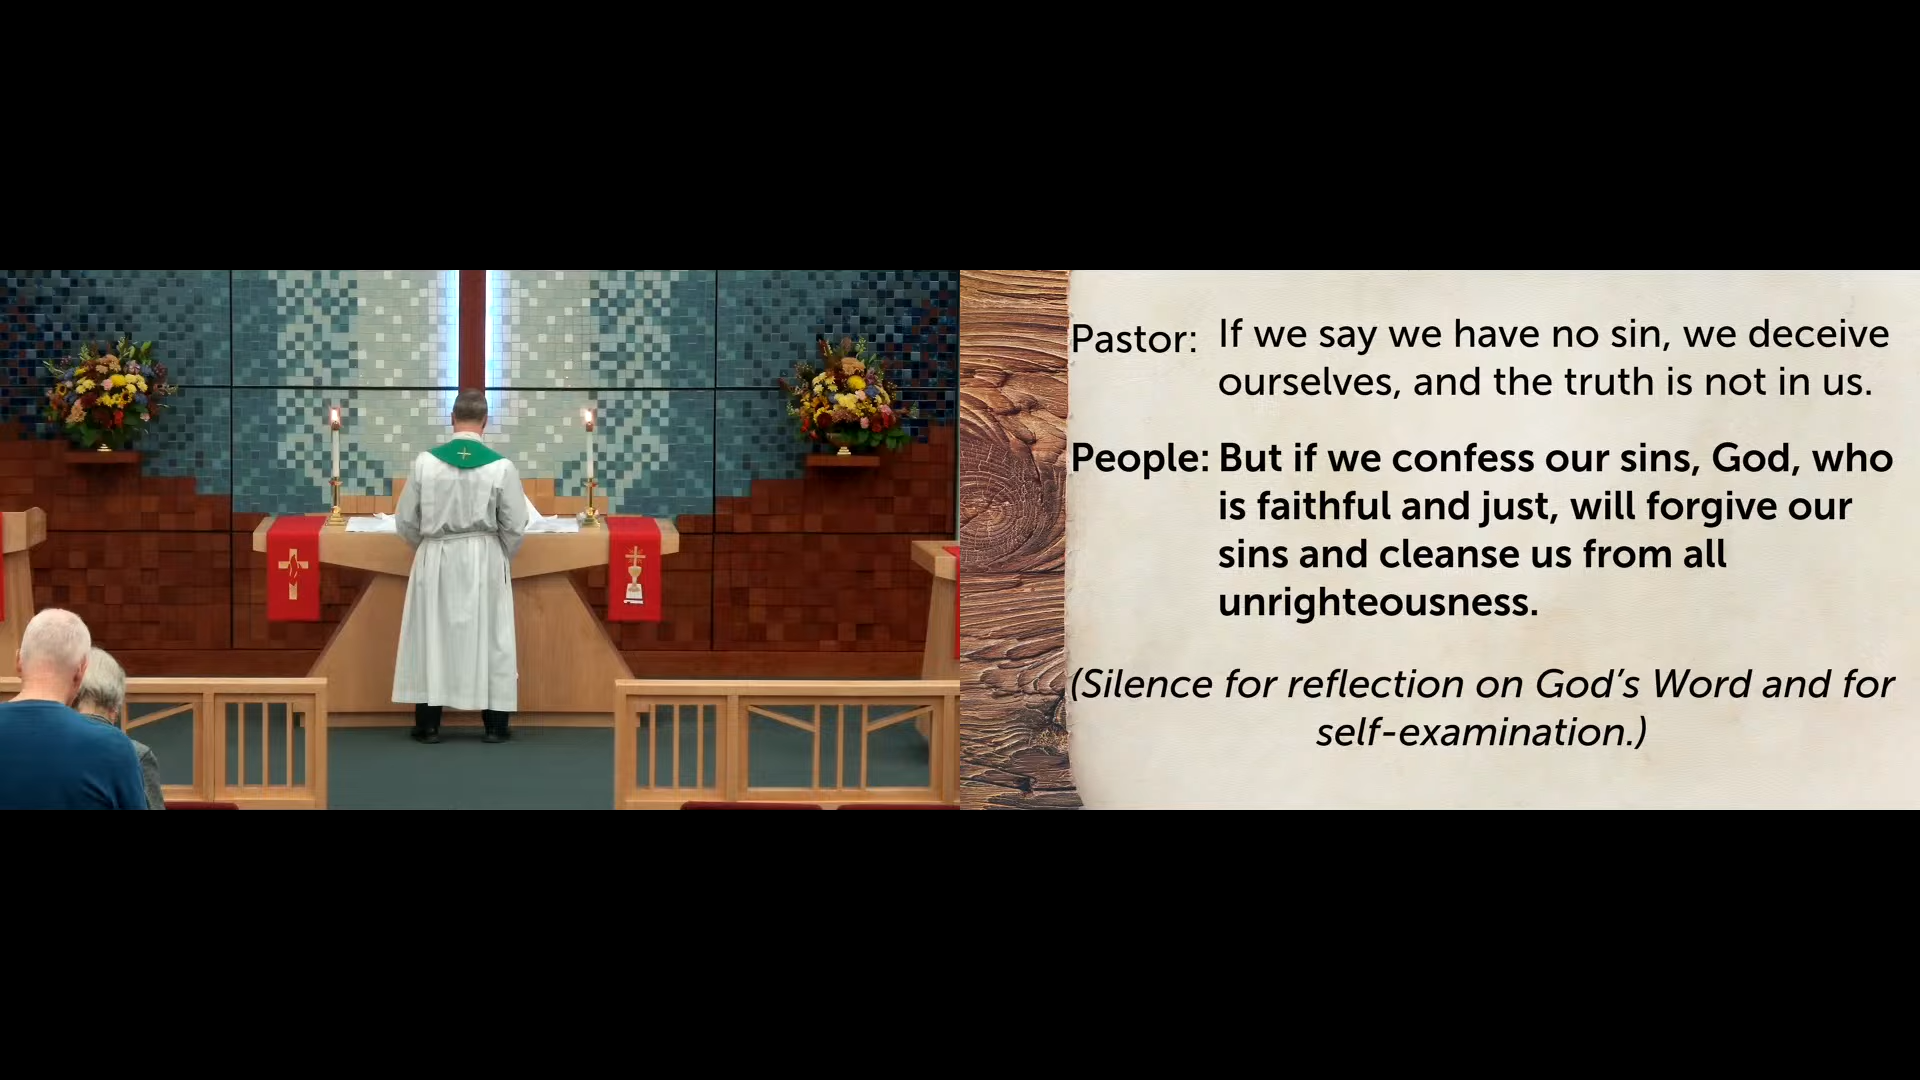 Pastor: If we say we have no sin, we deceive
ourselves, and the truth is not in us.
People: But if we confess our sins, God, who
is faithful and just, will forgive our
sins and cleanse us from all
unrighteousness.
(Silence for reflection on God’s Word and for
self-examination.)